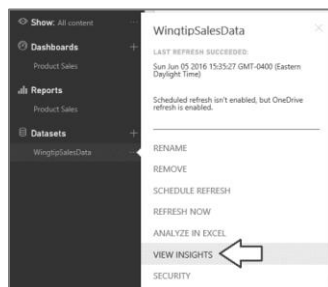 Show: All content
Dashboards
Product Sales
Reports
Product Sales
Datasets
WingtipSalesData
WingtipSalesData
LAST REFRESH SUCCEEDED:
Sun Jun 05 2016 15:35:27 GMT-0400 (Eastern
Daylight Time)
Scheduled refresh isn't enabled, but OneDrive
refresh is enabled.
RENAME
REMOVE
SCHEDULE REFRESH
REFRESH NOW
ANALYZE IN EXCEL
VIEW INSIGHTS
SECURITY